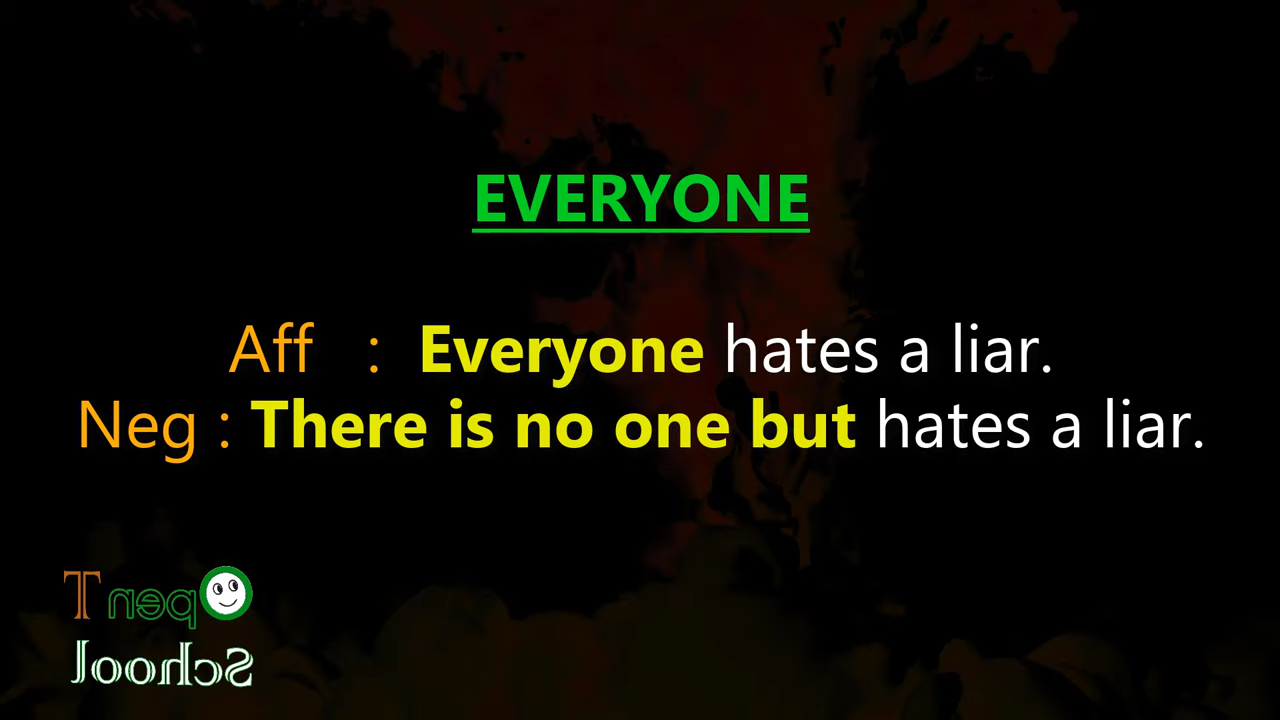 EVERYONE
Aff : Everyone hates a liar.
Neg : There is no one but hates a liar.
Open T
School